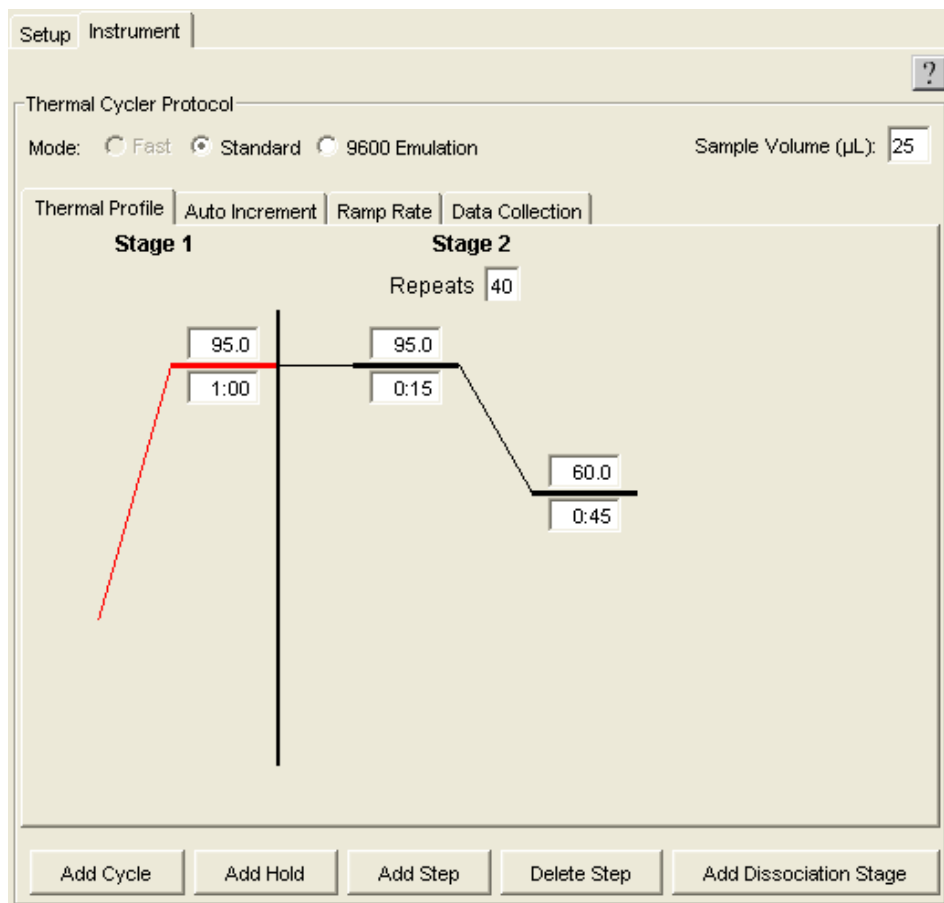 Setup Instrument
?
Thermal Cycler Protocol
Mode: Fast Standard 9600 Emulation Sample Volume (µL): 25
Thermal Profile Auto Increment Ramp Rate Data Collection
Stage 1 Stage 2
Repeats 40
95.0 95.0
1:00 0:15
60.0
0:45
Add Cycle Add Hold Add Step Delete Step Add Dissociation Stage